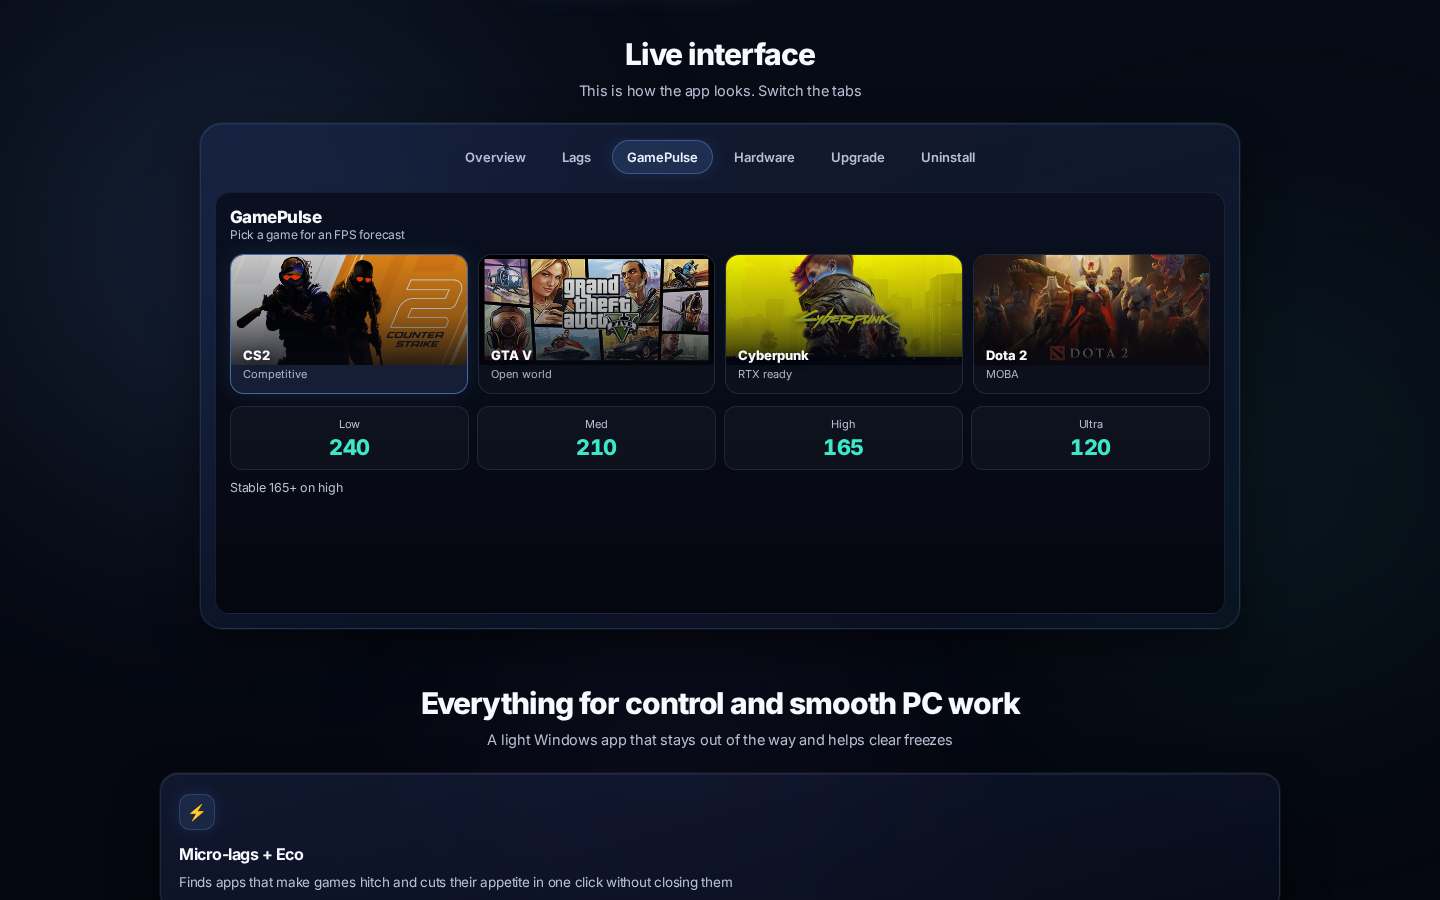 Live interface
This is how the app looks. Switch the tabs
Overview
Lags
GamePulse
Hardware
Upgrade
Uninstall
GamePulse
Pick a game for an FPS forecast
2
COUNTER
STRIKE
CS2
Competitive
grand
theft
auto
V
FIVE
GTA V
Open world
Cyberpunk
Cyberpunk
RTX ready
DOTA 2
Dota 2
MOBA
Low
240
Med
210
High
165
Ultra
120
Stable 165+ on high
Everything for control and smooth PC work
A light Windows app that stays out of the way and helps clear freezes
Micro-lags + Eco
Finds apps that make games hitch and cuts their appetite in one click without closing them